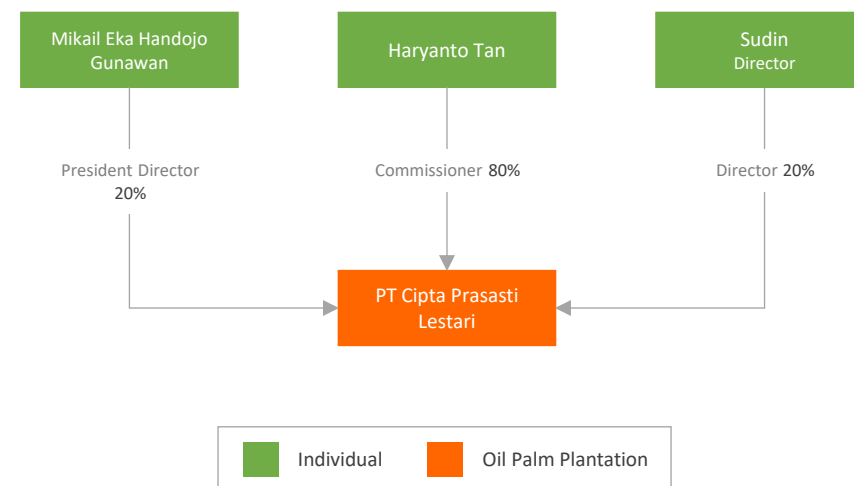 Mikail Eka Handojo
Gunawan
Haryanto Tan
Sudin
Director
President Director
20%
Commissioner 80%
Director 20%
PT Cipta Prasasti
Lestari
Individual
Oil Palm Plantation